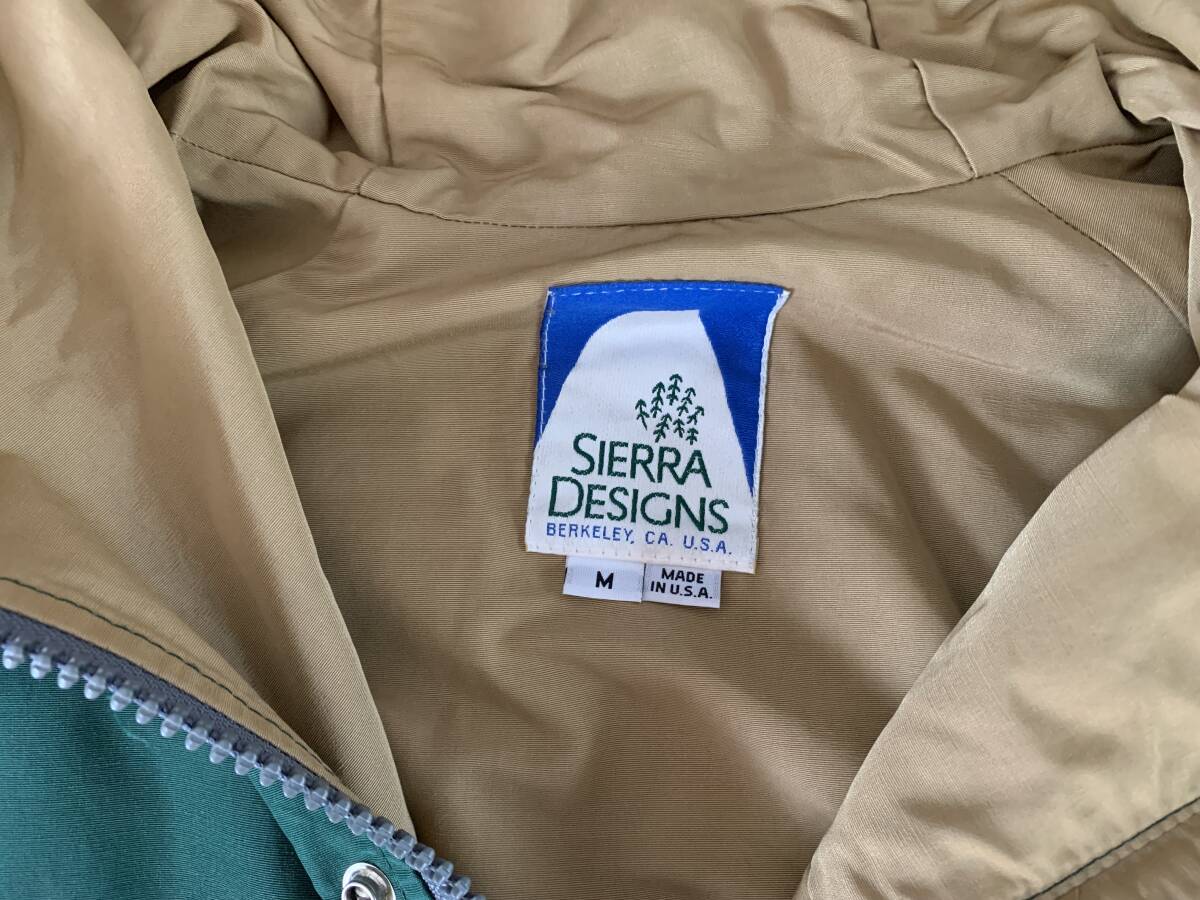 SIERRA
DESIGNS
BERKELEY, CA. U.S.A.
M
MADE
IN U.S.A.